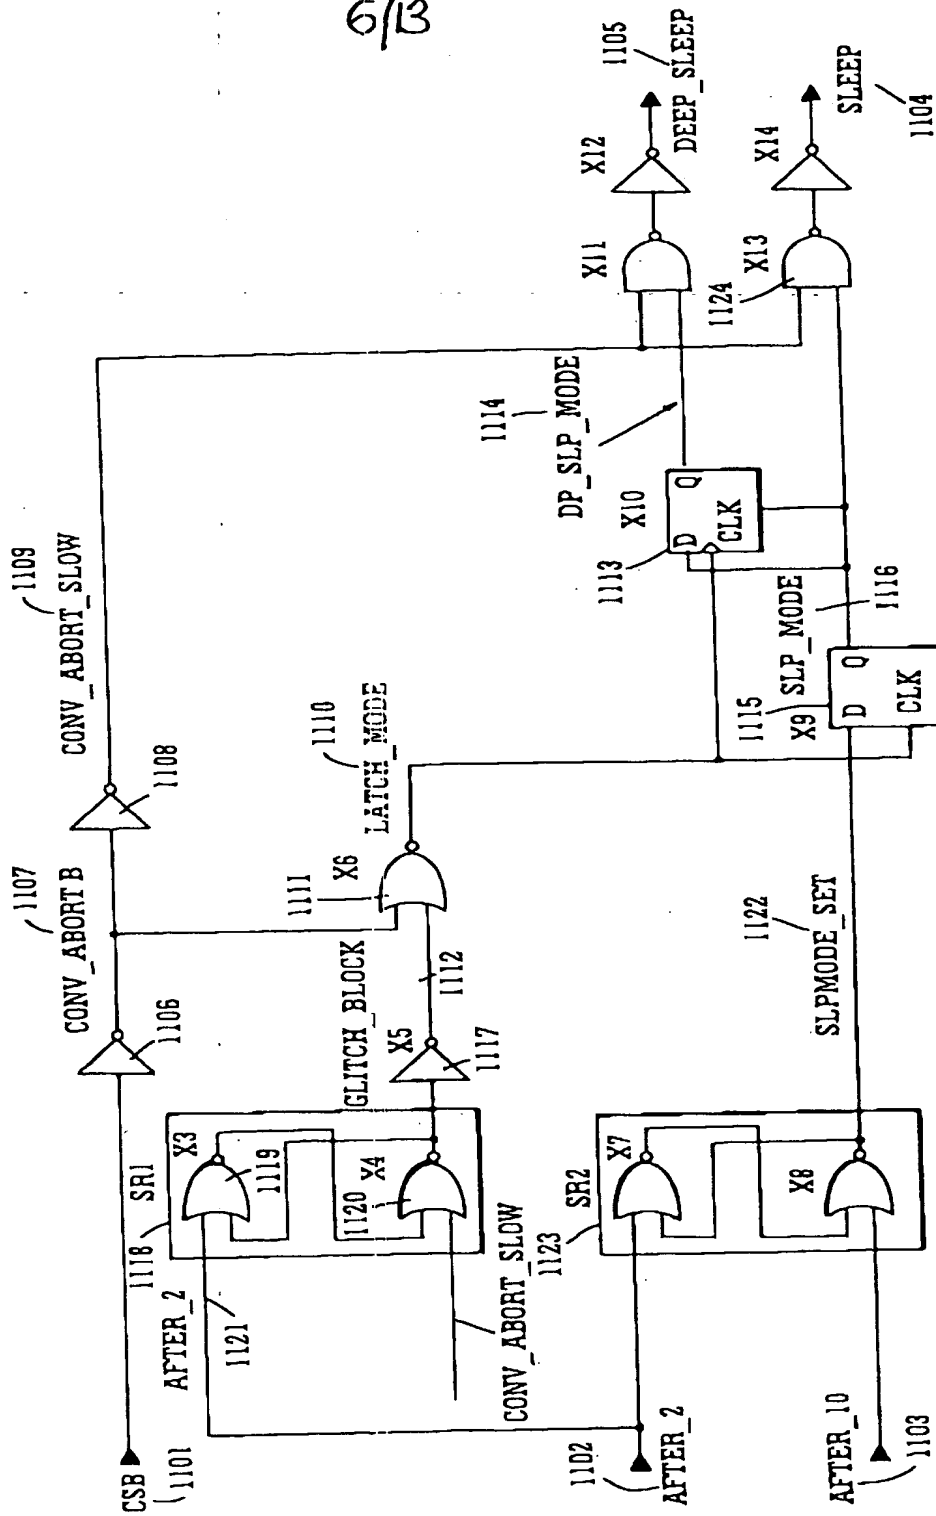 6/13
CSB
1101
1106
CONV_ABORT B
1107
1108
CONV_ABORT_SLOW
1109
SR1
1118
X3
1119
X4
1120
AFTER_2
1121
CONV_ABORT_SLOW
GLITCH_BLOCK
X5
1117
1112
1111
X6
LATCH_MODE
1110
1102
AFTER_2
AFTER_10
1103
SR2
1123
X7
X8
SLPMODE_SET
1122
1115
X9
D
Q
CLK
SLP_MODE
1116
1113
X10
D
Q
CLK
DP_SLP_MODE
1114
X11
X12
DEEP_SLEEP
1105
1124
X13
X14
SLEEP
1104